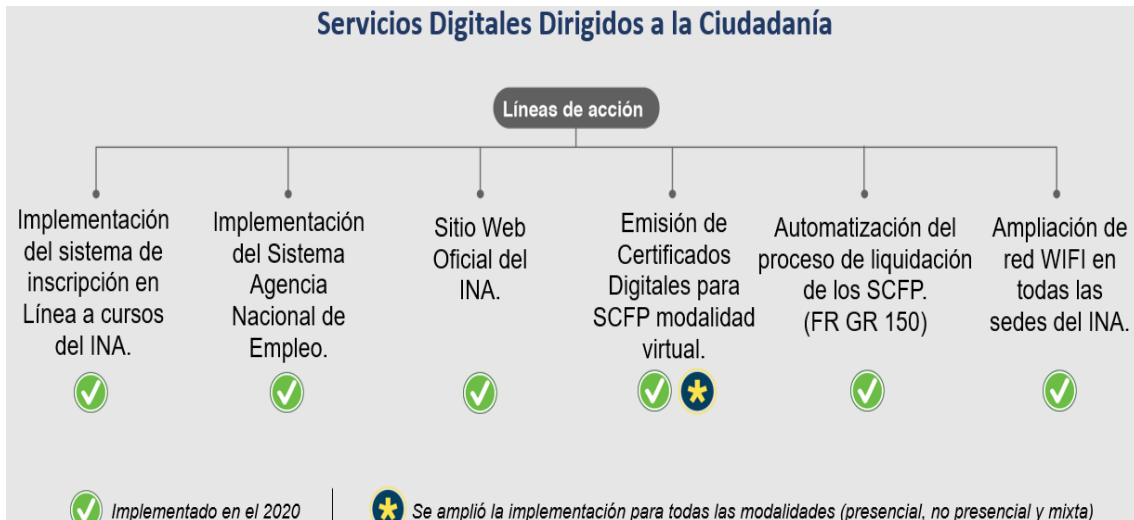 Servicios Digitales Dirigidos a la Ciudadanía
Líneas de acción
Implementación
del sistema de
inscripción en
Línea a cursos
del INA.
Implementación
del Sistema
Agencia
Nacional de
Empleo.
Sitio Web
Oficial del
INA.
Emisión de
Certificados
Digitales para
SCFP modalidad
virtual.
Automatización del
proceso de liquidación
de los SCFP.
(FR GR 150)
Ampliación de
red WIFI en
todas las
sedes del INA.
Implementado en el 2020
Se amplió la implementación para todas las modalidades (presencial, no presencial y mixta)